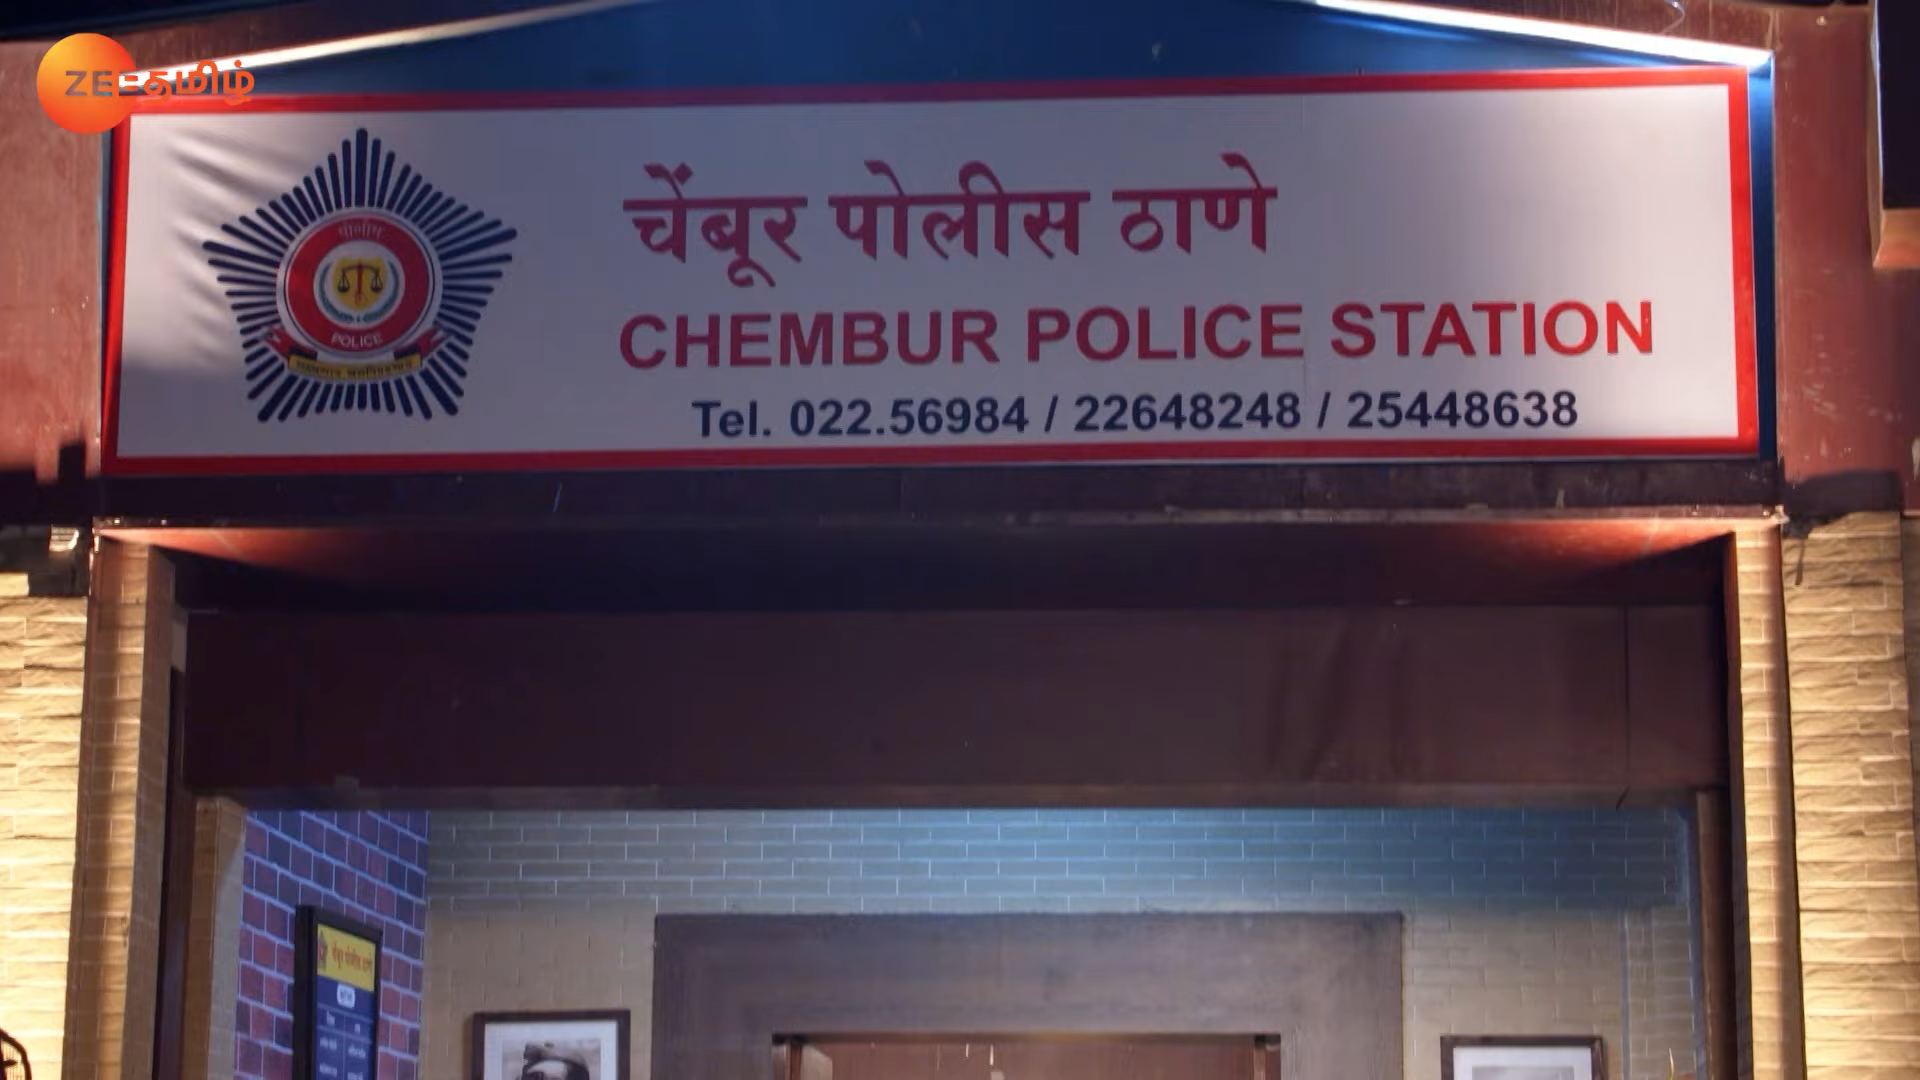 ZEE தமிழ்
चेंबूर पोलीस ठाणे
CHEMBUR POLICE STATION
Tel. 022.56984 / 22648248 / 25448638
POLICE
चेंबूर पोलीस ठाणे